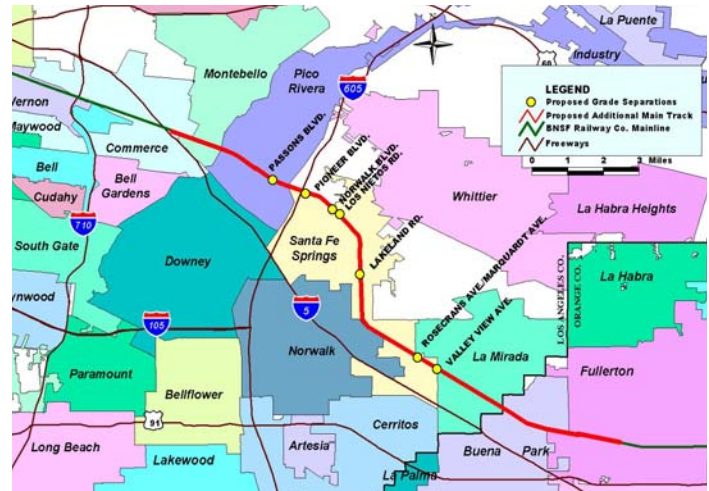 La Puente
Industry
60
Montebello
Pico
Rivera
605
N
LEGEND
Proposed Grade Separations
Proposed Additional Main Track
BNSF Railway Co. Mainline
Freeways
1 0 1 2 3 Miles
Vernon
Maywood
Commerce
Bell
Bell
Gardens
Cudahy
710
South Gate
Downey
PASSONS BLVD.
PIONEER BLVD.
NORWALK BLVD.
LOS NIETOS RD.
Whittier
La Habra Heights
Santa Fe
Springs
LAKELAND RD.
ROSECRANS AVE./MARQUARDT AVE.
VALLEY VIEW AVE.
LOS ANGELES CO.
ORANGE CO.
La Habra
ynwood
105
5
Norwalk
La Mirada
Fullerton
Paramount
Bellflower
91
Cerritos
Long Beach
Lakewood
Artesia
La Palma
Buena
Park